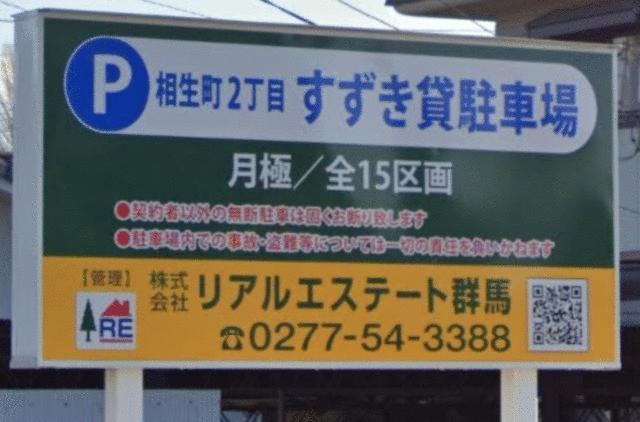 P 相生町2丁目 すずき貸駐車場
月極／全15区画
●契約者以外の無断駐車は固くお断り致します
●駐車場内での事故・盗難等については一切の責任を負いかねます
【管理】 株式会社 リアルエステート群馬
RE ☎0277-54-3388